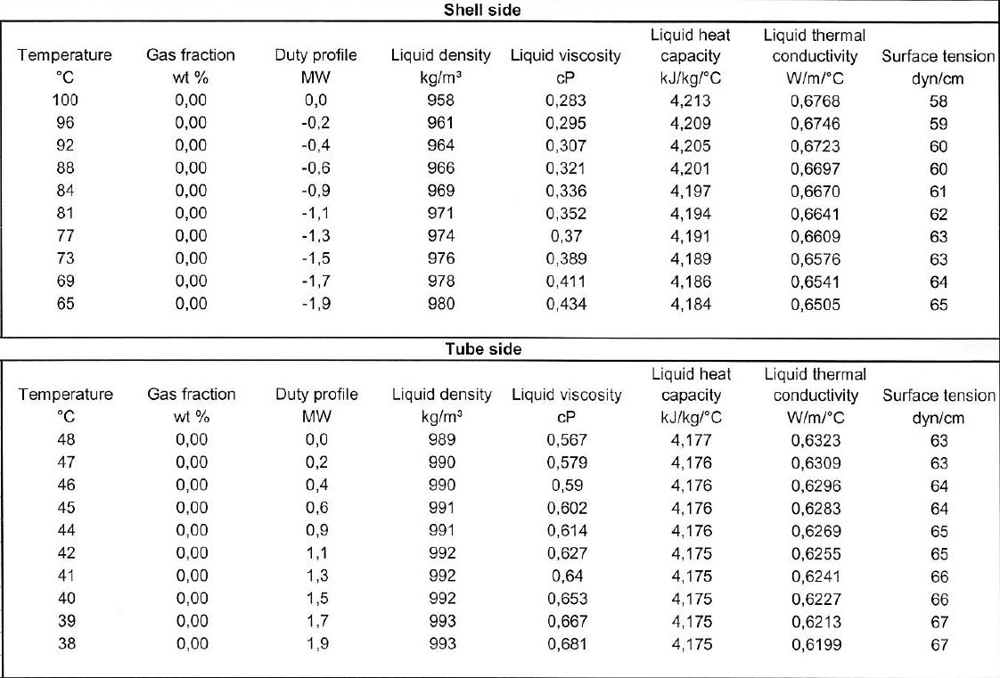 Shell side
Temperature Gas fraction Duty profile Liquid density Liquid viscosity Liquid heat capacity Liquid thermal conductivity Surface tension
°C wt % MW kg/m³ cP kJ/kg/°C W/m/°C dyn/cm
100 0,00 0,0 958 0,283 4,213 0,6768 58
96 0,00 -0,2 961 0,295 4,209 0,6746 59
92 0,00 -0,4 964 0,307 4,205 0,6723 60
88 0,00 -0,6 966 0,321 4,201 0,6697 60
84 0,00 -0,9 969 0,336 4,197 0,6670 61
81 0,00 -1,1 971 0,352 4,194 0,6641 62
77 0,00 -1,3 974 0,37 4,191 0,6609 63
73 0,00 -1,5 976 0,389 4,189 0,6576 63
69 0,00 -1,7 978 0,411 4,186 0,6541 64
65 0,00 -1,9 980 0,434 4,184 0,6505 65
Tube side
Temperature Gas fraction Duty profile Liquid density Liquid viscosity Liquid heat capacity Liquid thermal conductivity Surface tension
°C wt % MW kg/m³ cP kJ/kg/°C W/m/°C dyn/cm
48 0,00 0,0 989 0,567 4,177 0,6323 63
47 0,00 0,2 990 0,579 4,176 0,6309 63
46 0,00 0,4 990 0,59 4,176 0,6296 64
45 0,00 0,6 991 0,602 4,176 0,6283 64
44 0,00 0,9 991 0,614 4,176 0,6269 65
42 0,00 1,1 992 0,627 4,175 0,6255 65
41 0,00 1,3 992 0,64 4,175 0,6241 66
40 0,00 1,5 992 0,653 4,175 0,6227 66
39 0,00 1,7 993 0,667 4,175 0,6213 67
38 0,00 1,9 993 0,681 4,175 0,6199 67